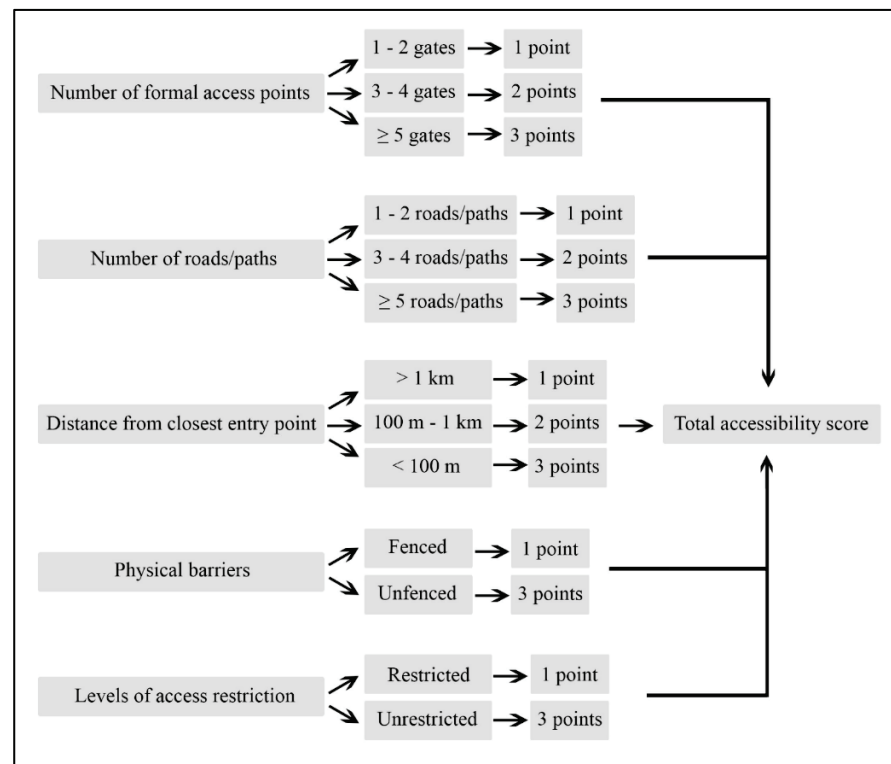 1 - 2 gates
1 point
Number of formal access points
3 - 4 gates
2 points
≥ 5 gates
3 points
1 - 2 roads/paths
1 point
Number of roads/paths
3 - 4 roads/paths
2 points
≥ 5 roads/paths
3 points
> 1 km
1 point
Distance from closest entry point
100 m - 1 km
2 points
Total accessibility score
< 100 m
3 points
Fenced
1 point
Physical barriers
Unfenced
3 points
Restricted
1 point
Levels of access restriction
Unrestricted
3 points